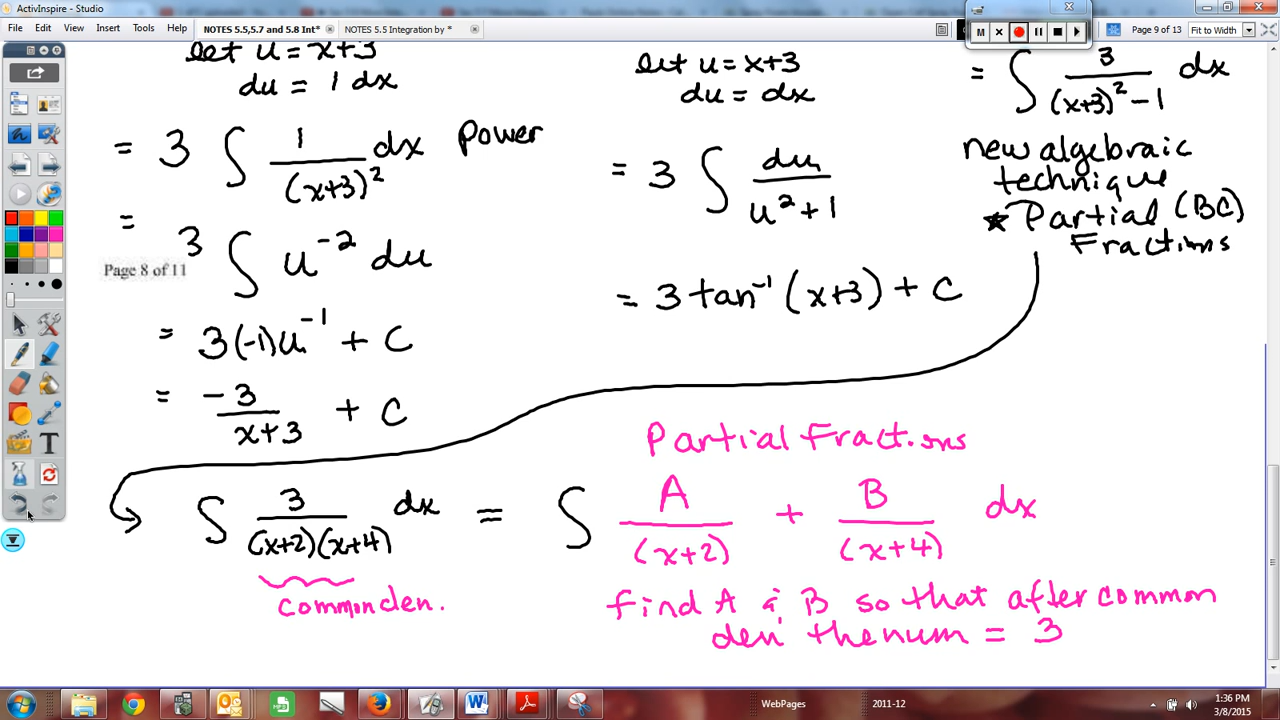 ActivInspire - Studio
File Edit View Insert Tools Help
NOTES 5.5,5.7 and 5.8 Int*
NOTES 5.5 Integration by *
Page 9 of 13
Fit to Width
let u = x+3
du = 1 dx
= 3 ∫ 1/(x+3)² dx Power
= 3 ∫ u⁻² du
Page 8 of 11
= 3(-1)u⁻¹ + C
= -3/(x+3) + C
let u = x+3
du = dx
= 3 ∫ du/(u²+1)
= 3 tan⁻¹ (x+3) + C
= ∫ 3/((x+3)² - 1) dx
new algebraic
technique
★ Partial (BC)
Fractions
Partial Fractions
∫ 3/((x+2)(x+4)) dx = ∫ A/(x+2) + B/(x+4) dx
common den.
find A & B so that after common
den the num = 3
WebPages
2011-12
1:36 PM
3/8/2015